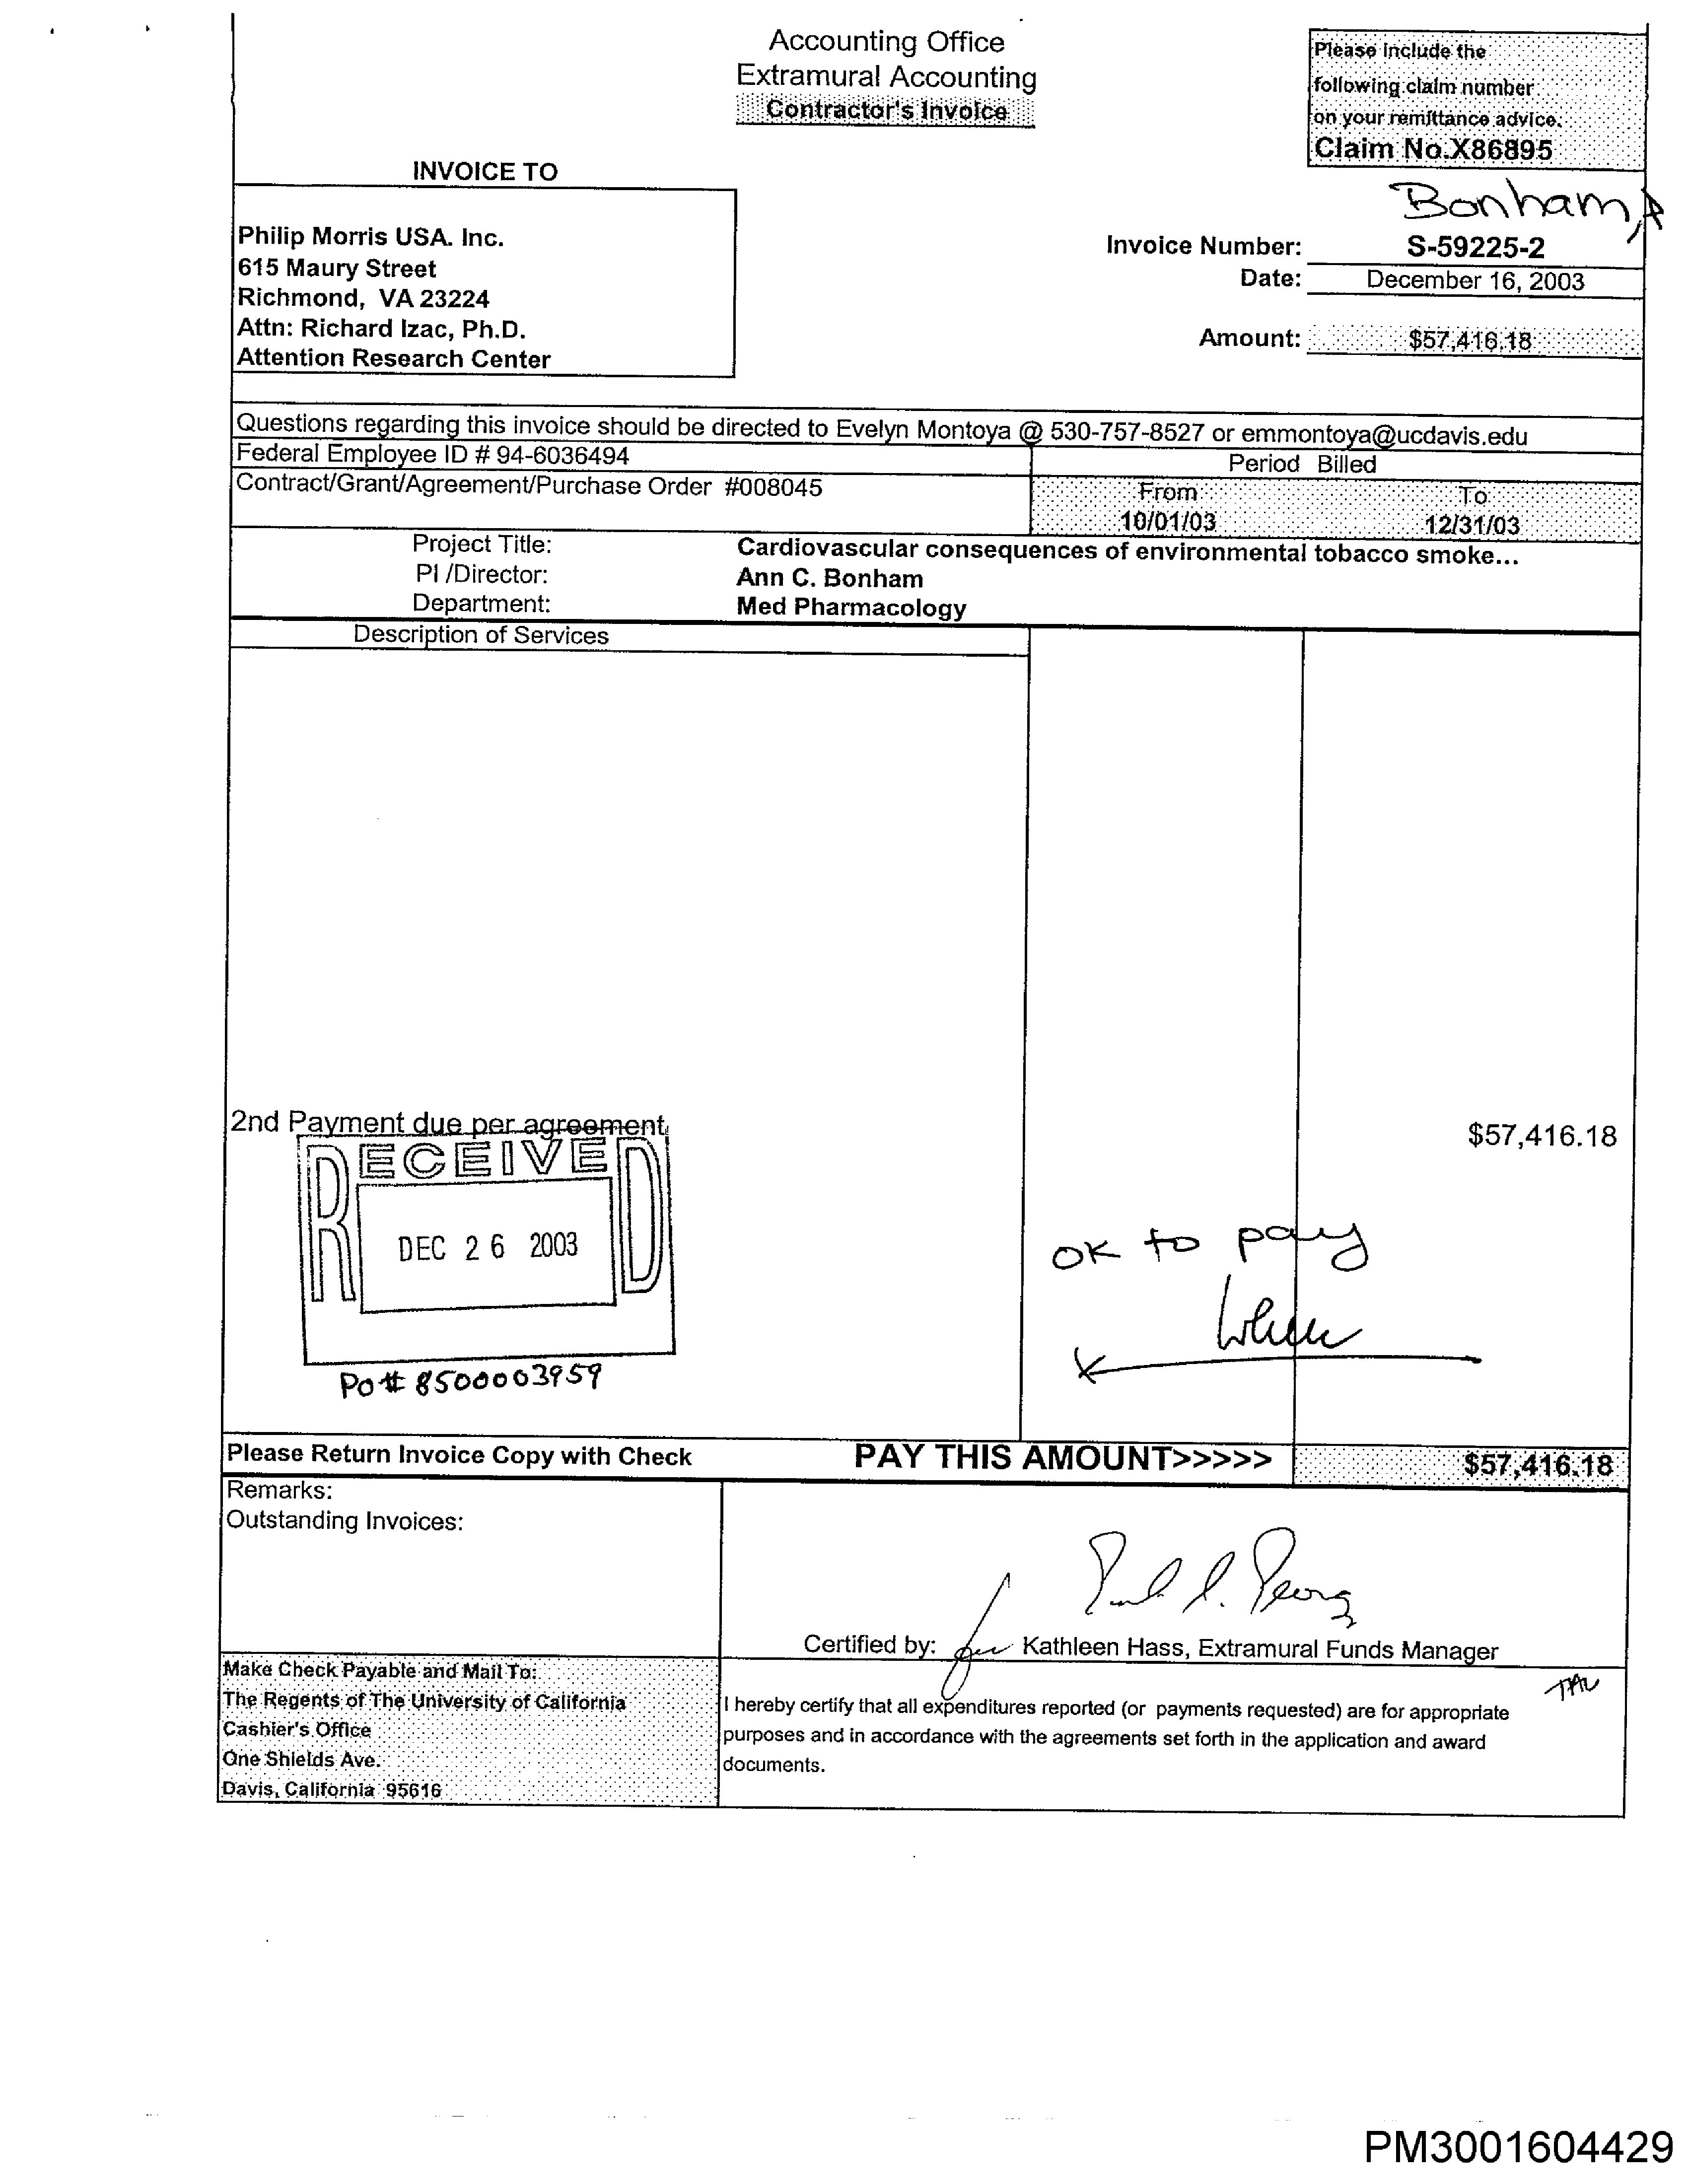 Accounting Office
Extramural Accounting
Contractor's Invoice
Please include the
following claim number
on your remittance advice.
Claim No.X86895
INVOICE TO
Bonham, A
Philip Morris USA. Inc.
615 Maury Street
Richmond, VA 23224
Attn: Richard Izac, Ph.D.
Attention Research Center
Invoice Number: S-59225-2
Date: December 16, 2003
Amount: $57,416.18
Questions regarding this invoice should be directed to Evelyn Montoya @ 530-757-8527 or emmontoya@ucdavis.edu
Federal Employee ID # 94-6036494
Period Billed
Contract/Grant/Agreement/Purchase Order #008045
From To
10/01/03 12/31/03
Project Title: Cardiovascular consequences of environmental tobacco smoke...
PI /Director: Ann C. Bonham
Department: Med Pharmacology
Description of Services
2nd Payment due per agreement $57,416.18
RECEIVED
DEC 26 2003
OK to pay
PO# 8500003959
Please Return Invoice Copy with Check PAY THIS AMOUNT>>>>> $57,416.18
Remarks:
Outstanding Invoices:
Certified by: for Kathleen Hass, Extramural Funds Manager
Make Check Payable and Mail To:
The Regents of The University of California
Cashier's Office
One Shields Ave.
Davis, California 95616
I hereby certify that all expenditures reported (or payments requested) are for appropriate
purposes and in accordance with the agreements set forth in the application and award
documents.
PM3001604429